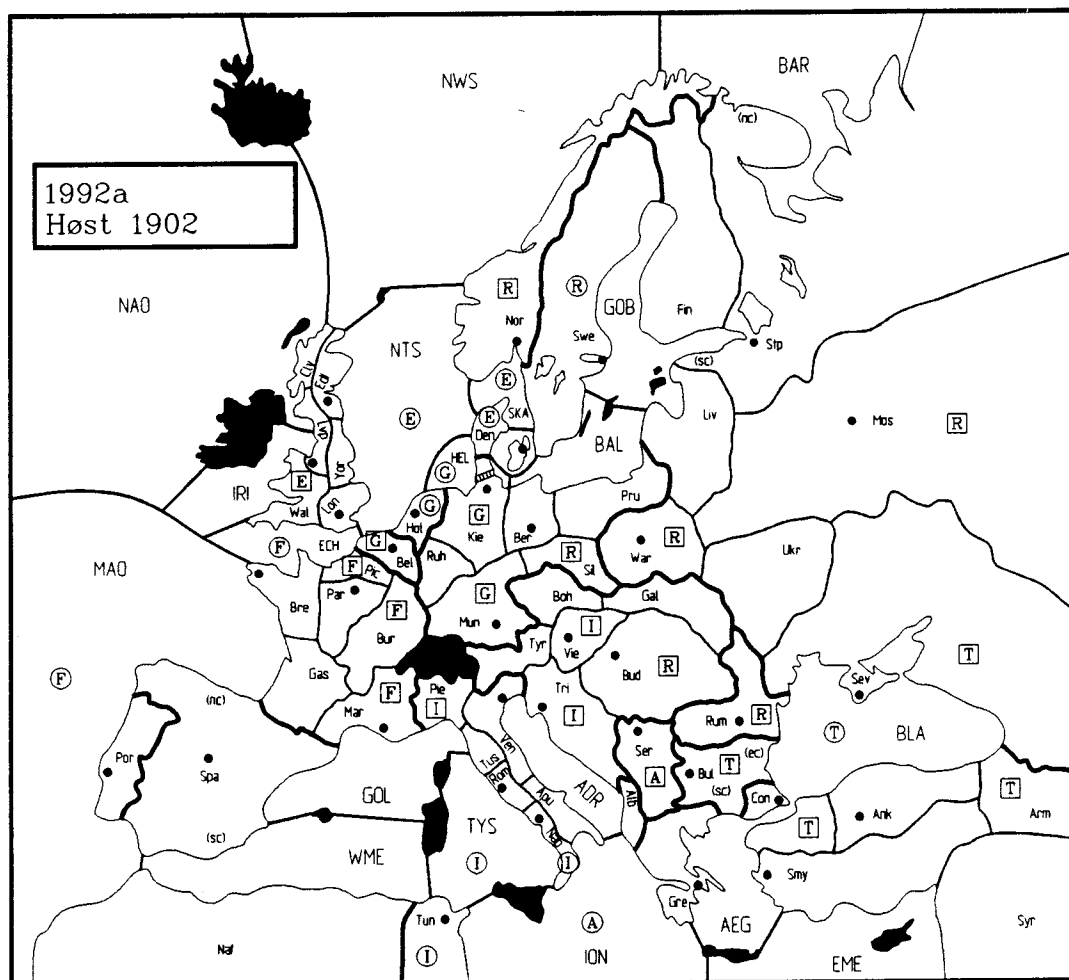 NWS
BAR
(nc)
1992a
Høst 1902
R
R
NAO
GOB
Fin
Nor
NTS
Swe
Stp
(sc)
Cly
Ed
E
SKA
Liv
Mos
R
E
E
Lvp
Den
BAL
Yor
HEL
G
IRI
E
Pru
Wal
Lon
G
Hol
G
Kie
Ber
F
ECH
G
Bel
Ruh
R
Sil
War
R
Ukr
MAO
F
Pic
Par
Boh
Gal
Bre
F
G
Mun
I
Bur
Tyr
Vie
R
Bud
T
F
Gas
Pie
Tri
Sev
(nc)
F
I
I
Mar
Rum
R
T
BLA
Por
Spa
Ven
Ser
(ec)
Tus
Bul
T
Rom
A
(sc)
GOL
Apu
ADR
Alb
Con
Ank
T
Arm
TYS
Nap
T
(sc)
WME
I
I
Smy
Gre
Tun
A
AEG
Syr
Naf
I
ION
EME